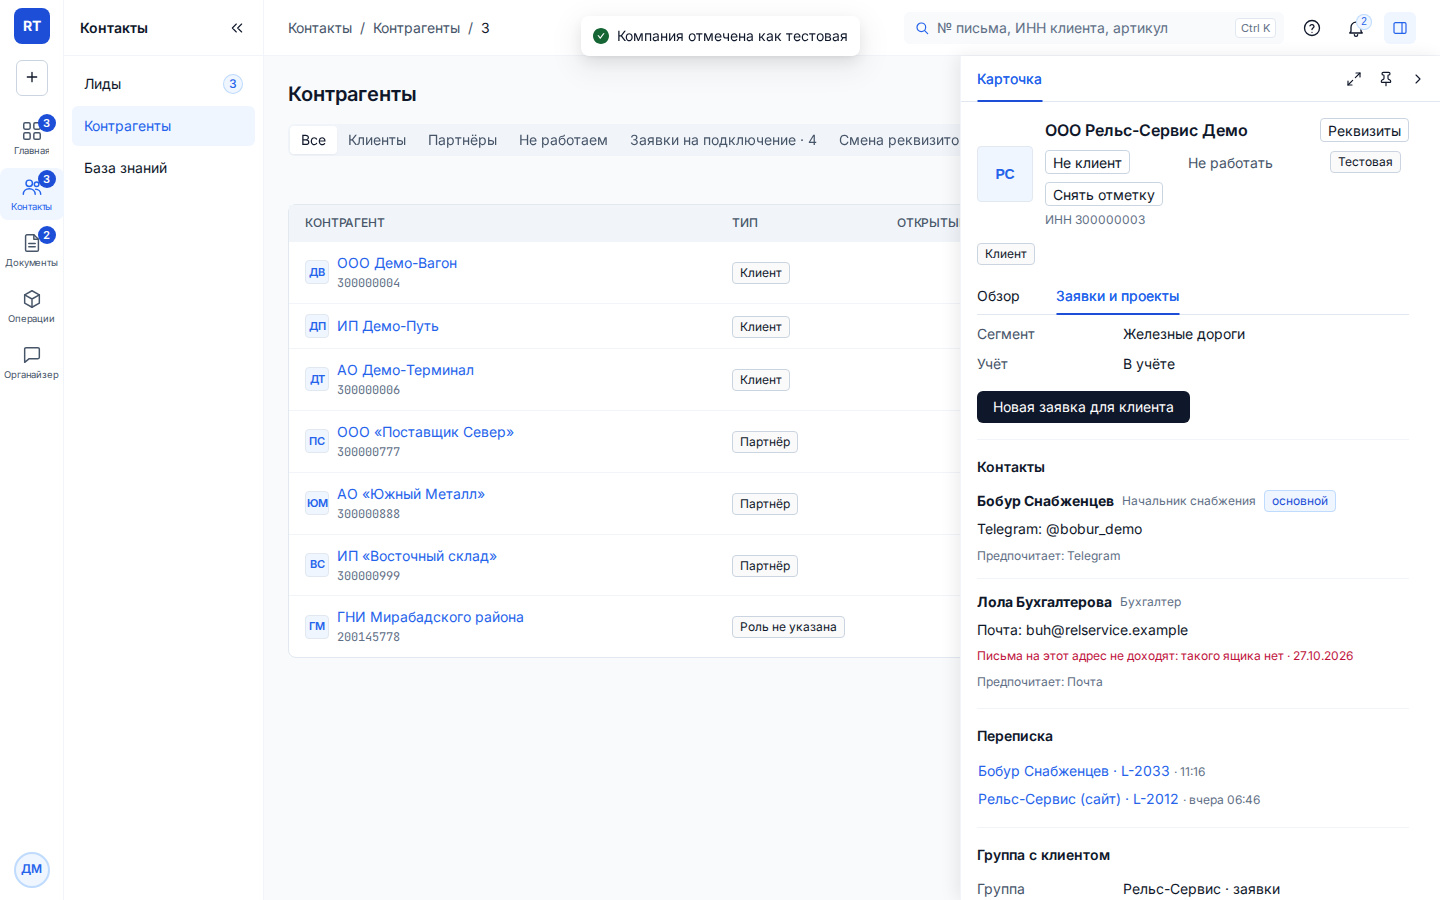 RT
Контакты
Контакты / Контрагенты / 3
Компания отмечена как тестовая
№ письма, ИНН клиента, артикул
Ctrl K
2
+
Главная
3
Контакты
3
Документы
2
Операции
Органайзер
ДМ
Лиды
3
Контрагенты
База знаний
Контрагенты
Все
Клиенты
Партнёры
Не работаем
Заявки на подключение · 4
Смена реквизито
КОНТРАГЕНТ
ТИП
ОТКРЫТЫ
ДВ
ООО Демо-Вагон
300000004
Клиент
ДП
ИП Демо-Путь
Клиент
ДТ
АО Демо-Терминал
300000006
Клиент
ПС
ООО «Поставщик Север»
300000777
Партнёр
ЮМ
АО «Южный Металл»
300000888
Партнёр
ВС
ИП «Восточный склад»
300000999
Партнёр
ГМ
ГНИ Мирабадского района
200145778
Роль не указана
Карточка
РС
ООО Рельс-Сервис Демо
Реквизиты
Не клиент
Не работать
Тестовая
Снять отметку
ИНН 300000003
Клиент
Обзор
Заявки и проекты
Сегмент
Железные дороги
Учёт
В учёте
Новая заявка для клиента
Контакты
Бобур Снабженцев Начальник снабжения основной
Telegram: @bobur_demo
Предпочитает: Telegram
Лола Бухгалтерова Бухгалтер
Почта: buh@relservice.example
Письма на этот адрес не доходят: такого ящика нет · 27.10.2026
Предпочитает: Почта
Переписка
Бобур Снабженцев · L-2033 · 11:16
Рельс-Сервис (сайт) · L-2012 · вчера 06:46
Группа с клиентом
Группа
Рельс-Сервис · заявки